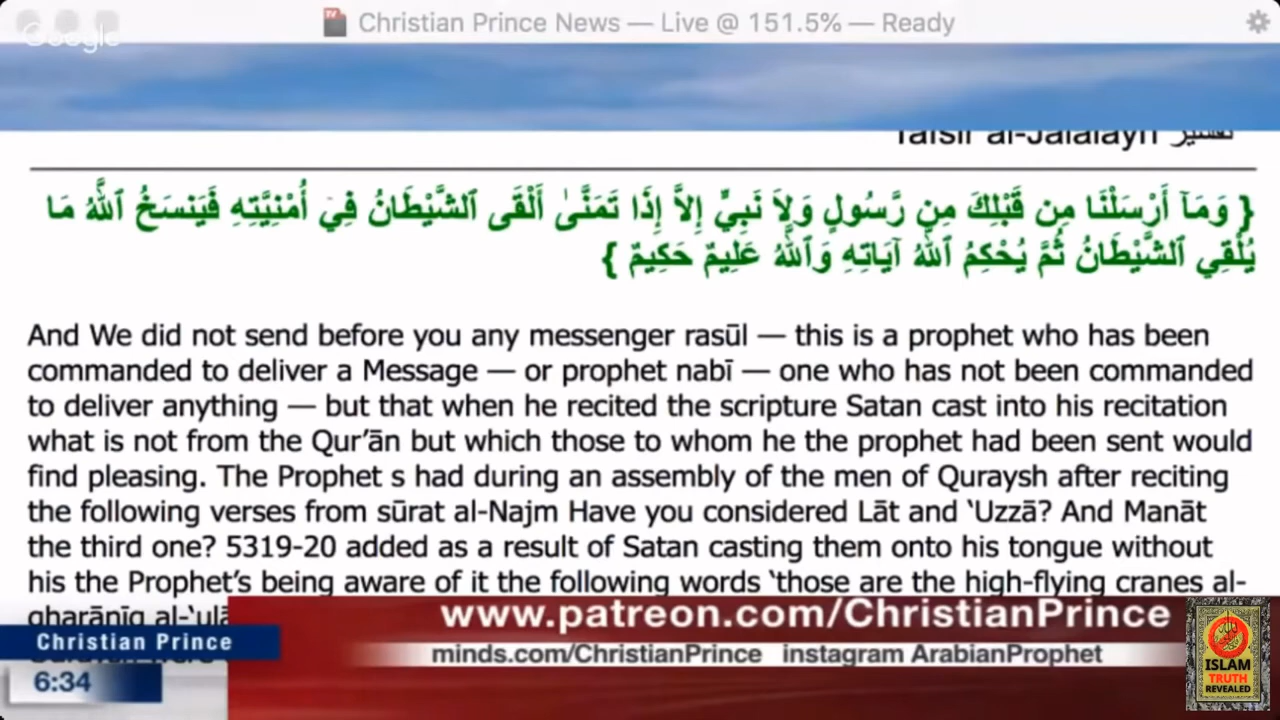 Christian Prince News — Live @ 151.5% — Ready
Google
Tafsir al-Jalalayn تفسير
{ وَمَآ أَرْسَلْنَا مِن قَبْلِكَ مِن رَّسُولٍ وَلاَ نَبِيٍّ إِلاَّ إِذَا تَمَنَّىٰ أَلْقَى ٱلشَّيْطَانُ فِيۤ أُمْنِيَّتِهِ فَيَنسَخُ ٱللَّهُ مَا
يُلْقِي ٱلشَّيْطَانُ ثُمَّ يُحْكِمُ ٱللَّهُ آيَاتِهِ وَٱللَّهُ عَلِيمٌ حَكِيمٌ }
And We did not send before you any messenger rasūl — this is a prophet who has been
commanded to deliver a Message — or prophet nabī — one who has not been commanded
to deliver anything — but that when he recited the scripture Satan cast into his recitation
what is not from the Qur’ān but which those to whom he the prophet had been sent would
find pleasing. The Prophet s had during an assembly of the men of Quraysh after reciting
the following verses from sūrat al-Najm Have you considered Lāt and ‘Uzzā? And Manāt
the third one? 5319-20 added as a result of Satan casting them onto his tongue without
his the Prophet’s being aware of it the following words ‘those are the high-flying cranes al-
gharānīq al-‘ulā
www.patreon.com/ChristianPrince
Christian Prince
minds.com/ChristianPrince instagram ArabianProphet
6:34
ISLAM
TRUTH
REVEALED